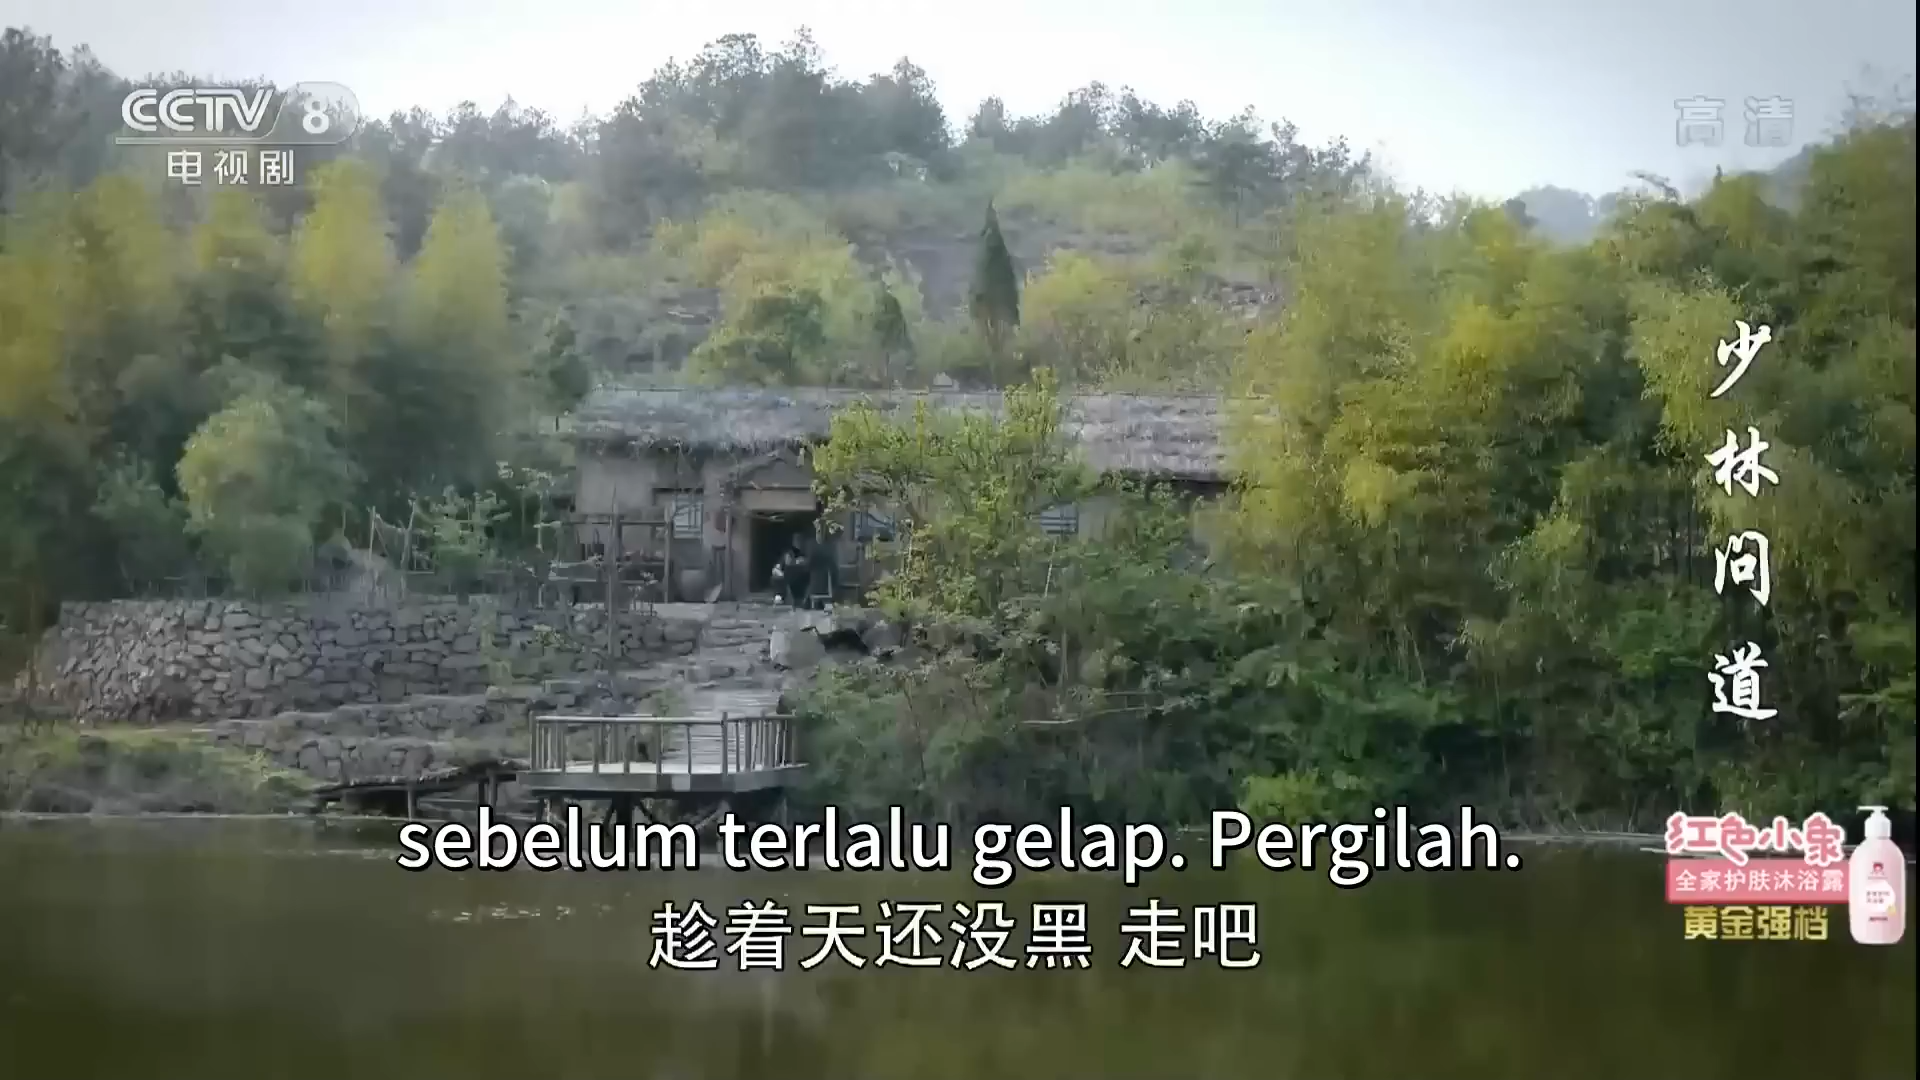 CCTV 8
电视剧
高清
少林问道
sebelum terlalu gelap. Pergilah.
趁着天还没黑 走吧
红色小象
全家护肤沐浴露
黄金强档